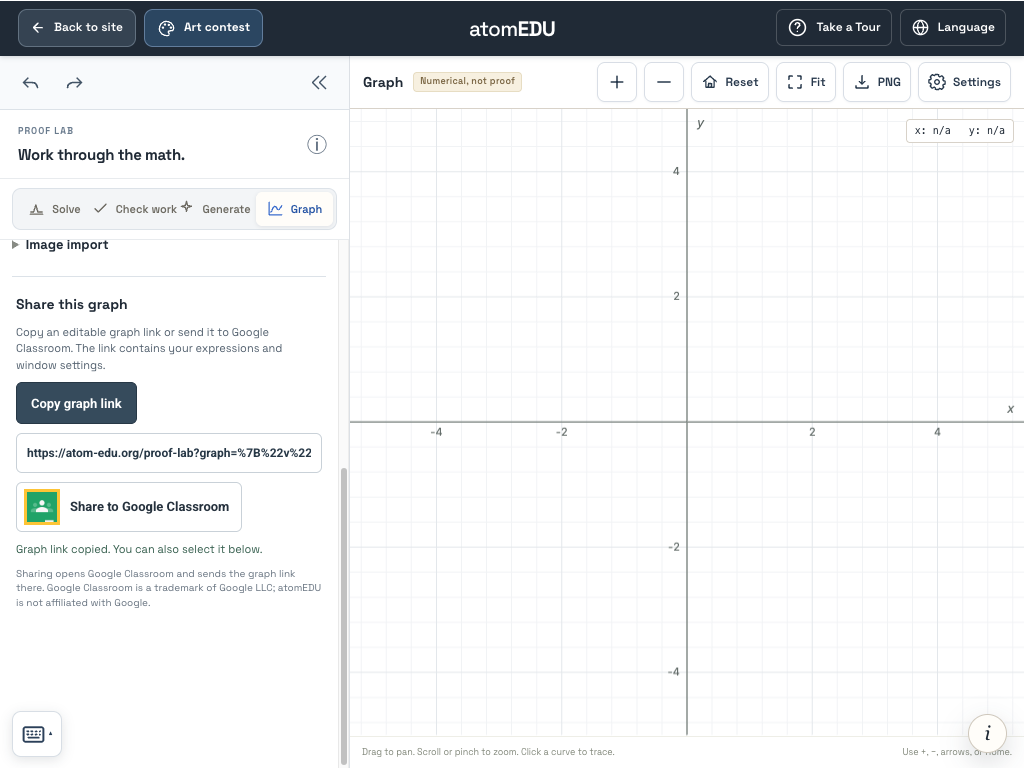 Back to site
Art contest
atomEDU
Take a Tour
Language
Graph
Numerical, not proof
Reset
Fit
PNG
Settings
PROOF LAB
Work through the math.
Solve
Check work
Generate
Graph
Image import
Share this graph
Copy an editable graph link or send it to Google
Classroom. The link contains your expressions and
window settings.
Copy graph link
https://atom-edu.org/proof-lab?graph=%7B%22v%22
Share to Google Classroom
Graph link copied. You can also select it below.
Sharing opens Google Classroom and sends the graph link
there. Google Classroom is a trademark of Google LLC; atomEDU
is not affiliated with Google.
y
x: n/a y: n/a
4
2
x
-4
-2
2
4
-2
-4
i
Drag to pan. Scroll or pinch to zoom. Click a curve to trace.
Use +, −, arrows, or Home.